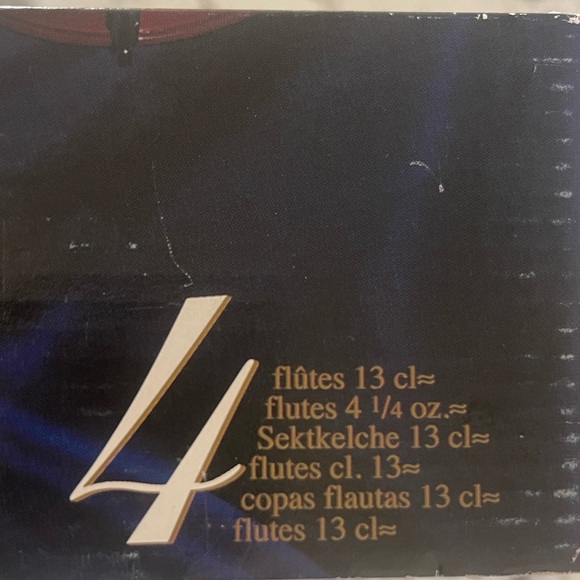 4
flûtes 13 cl≈
flutes 4 1/4 oz.≈
Sektkelche 13 cl≈
flutes cl. 13≈
copas flautas 13 cl≈
flutes 13 cl≈